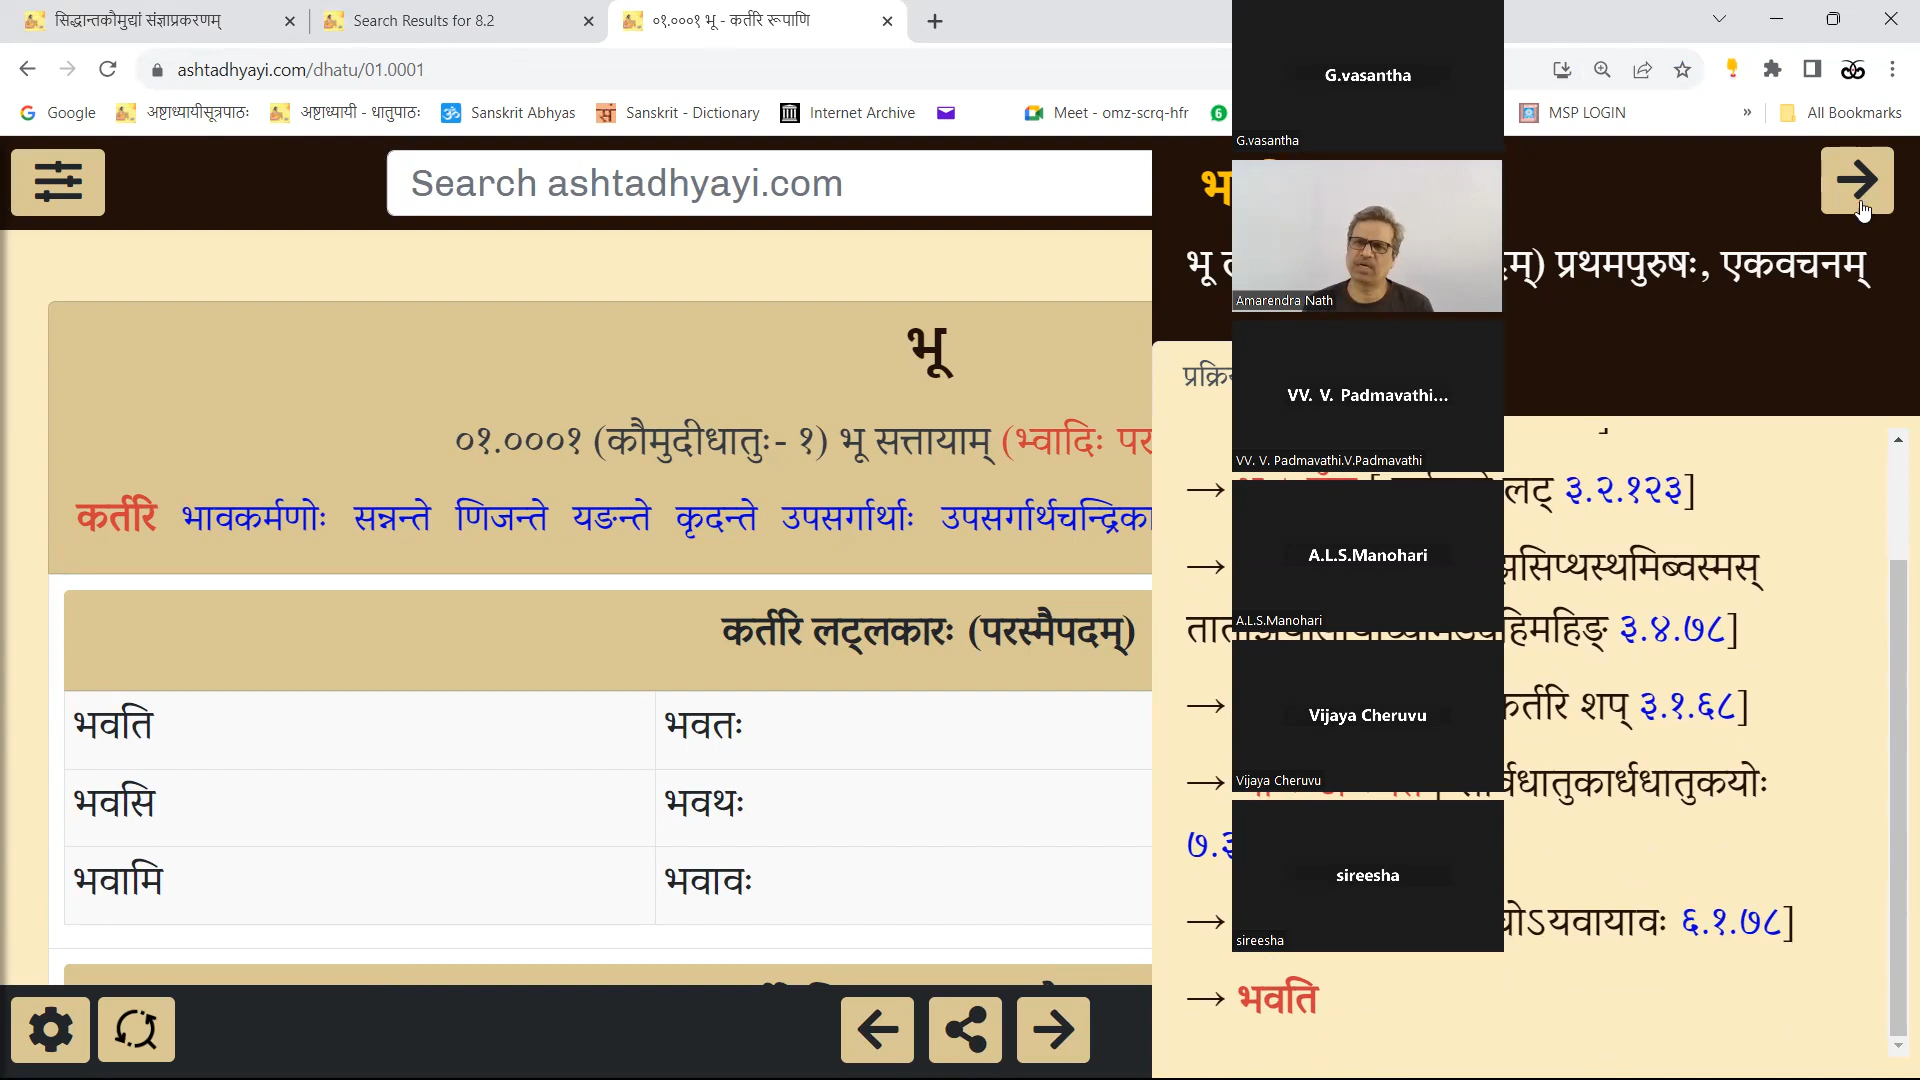 सिद्धान्तकौमुद्यां संज्ञाप्रकरणम्
Search Results for 8.2
०१.०००१ भू - कर्तरि रूपाणि
ashtadhyayi.com/dhatu/01.0001
Google
अष्टाध्यायीसूत्रपाठः
अष्टाध्यायी - धातुपाठः
Sanskrit Abhyas
Sanskrit - Dictionary
Internet Archive
Meet - omz-scrq-hfr
MSP LOGIN
»
All Bookmarks
Search ashtadhyayi.com
भू
०१.०००१ (कौमुदीधातुः- १) भू सत्तायाम् (भ्वादिः
कर्तरि भावकर्मणोः सन्नन्ते णिजन्ते यङन्ते कृदन्ते उपसर्गार्थाः
कर्तरि लट्लकारः (परस्मैपदम्)
भवति भवतः
भवसि भवथः
भवामि भवावः
G.vasantha
G.vasantha
Amarendra Nath
VV. V. Padmavathi...
VV. V. Padmavathi.V.Padmavathi
A.L.S.Manohari
A.L.S.Manohari
Vijaya Cheruvu
Vijaya Cheruvu
sireesha
sireesha
भू प्रथमपुरुषः, एकवचनम्
→ लट् ३.२.१२३]
→ झसिप्थस्थमिब्वस्मस्
हिमहिङ् ३.४.७८]
→ कर्तरि शप् ३.१.६८]
→ सार्वधातुकार्धधातुकयोः
→ ६.१.७८]
→ भवति